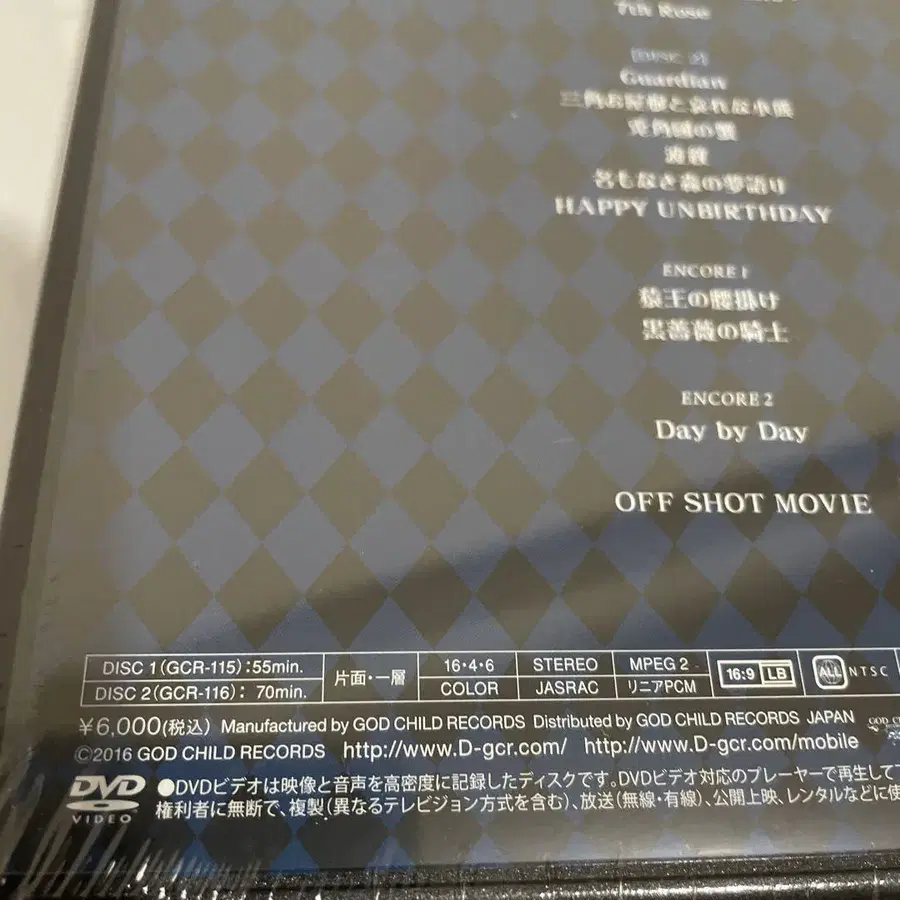 7th Rose
[DISC 2]
Guardian
三角お屋根と哀れな小熊
兎角國の蟹
波紋
名もなき森の夢語り
HAPPY UNBIRTHDAY
ENCORE 1
猿王の腰掛け
黒薔薇の騎士
ENCORE 2
Day by Day
OFF SHOT MOVIE
DISC 1 (GCR-115) : 55min. 片面・一層 16・4・6 STEREO MPEG 2 16:9 LB ALL NTSC
DISC 2 (GCR-116) : 70min. COLOR JASRAC リニアPCM
¥6,000(税込) Manufactured by GOD CHILD RECORDS Distributed by GOD CHILD RECORDS JAPAN
©2016 GOD CHILD RECORDS http://www.D-gcr.com/ http://www.D-gcr.com/mobile
DVD VIDEO ●DVDビデオは映像と音声を高密度に記録したディスクです。DVDビデオ対応のプレーヤーで再生して
権利者に無断で、複製(異なるテレビジョン方式を含む)、放送(無線・有線)、公開上映、レンタルなどに使